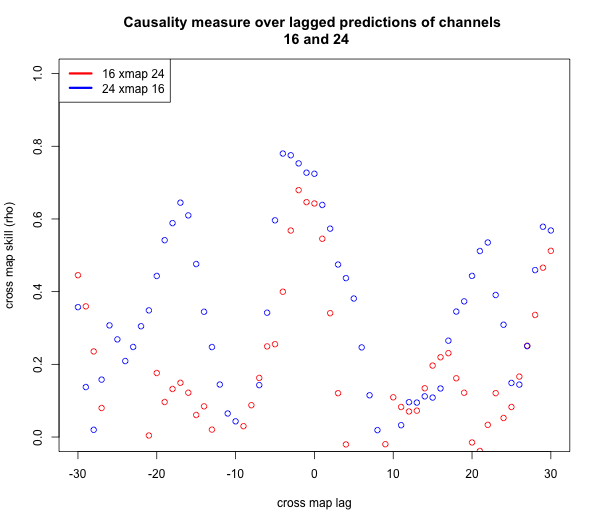 Causality measure over lagged predictions of channels
16 and 24
16 xmap 24
24 xmap 16
cross map skill (rho)
1.0
0.8
0.6
0.4
0.2
0.0
-30
-20
-10
0
10
20
30
cross map lag